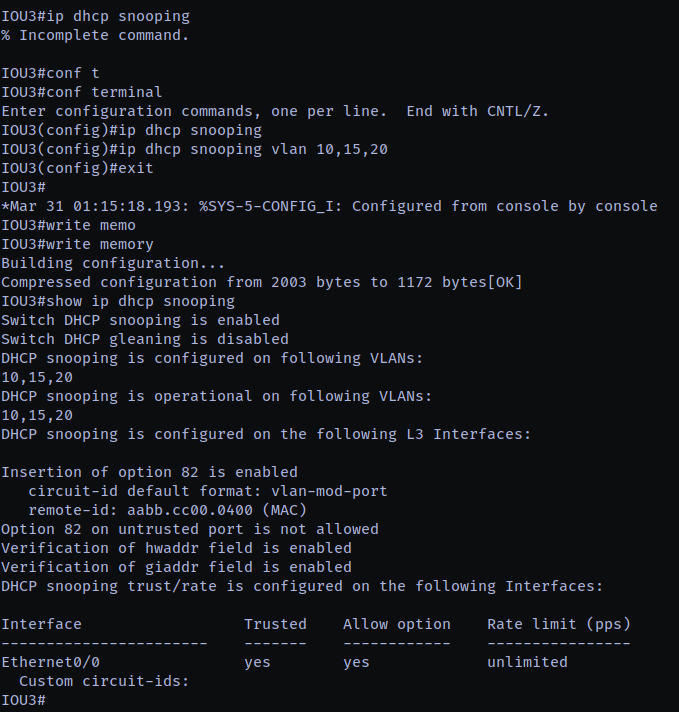 IOU3#ip dhcp snooping
% Incomplete command.

IOU3#conf t
IOU3#conf terminal
Enter configuration commands, one per line.  End with CNTL/Z.
IOU3(config)#ip dhcp snooping
IOU3(config)#ip dhcp snooping vlan 10,15,20
IOU3(config)#exit
IOU3#
*Mar 31 01:15:18.193: %SYS-5-CONFIG_I: Configured from console by console
IOU3#write memo
IOU3#write memory
Building configuration...
Compressed configuration from 2003 bytes to 1172 bytes[OK]
IOU3#show ip dhcp snooping
Switch DHCP snooping is enabled
Switch DHCP gleaning is disabled
DHCP snooping is configured on following VLANs:
10,15,20
DHCP snooping is operational on following VLANs:
10,15,20
DHCP snooping is configured on the following L3 Interfaces:

Insertion of option 82 is enabled
   circuit-id default format: vlan-mod-port
   remote-id: aabb.cc00.0400 (MAC)
Option 82 on untrusted port is not allowed
Verification of hwaddr field is enabled
Verification of giaddr field is enabled
DHCP snooping trust/rate is configured on the following Interfaces:

Interface                  Trusted    Allow option    Rate limit (pps)
-----------------------    -------    ------------    ----------------
Ethernet0/0                yes        yes             unlimited
  Custom circuit-ids:
IOU3#